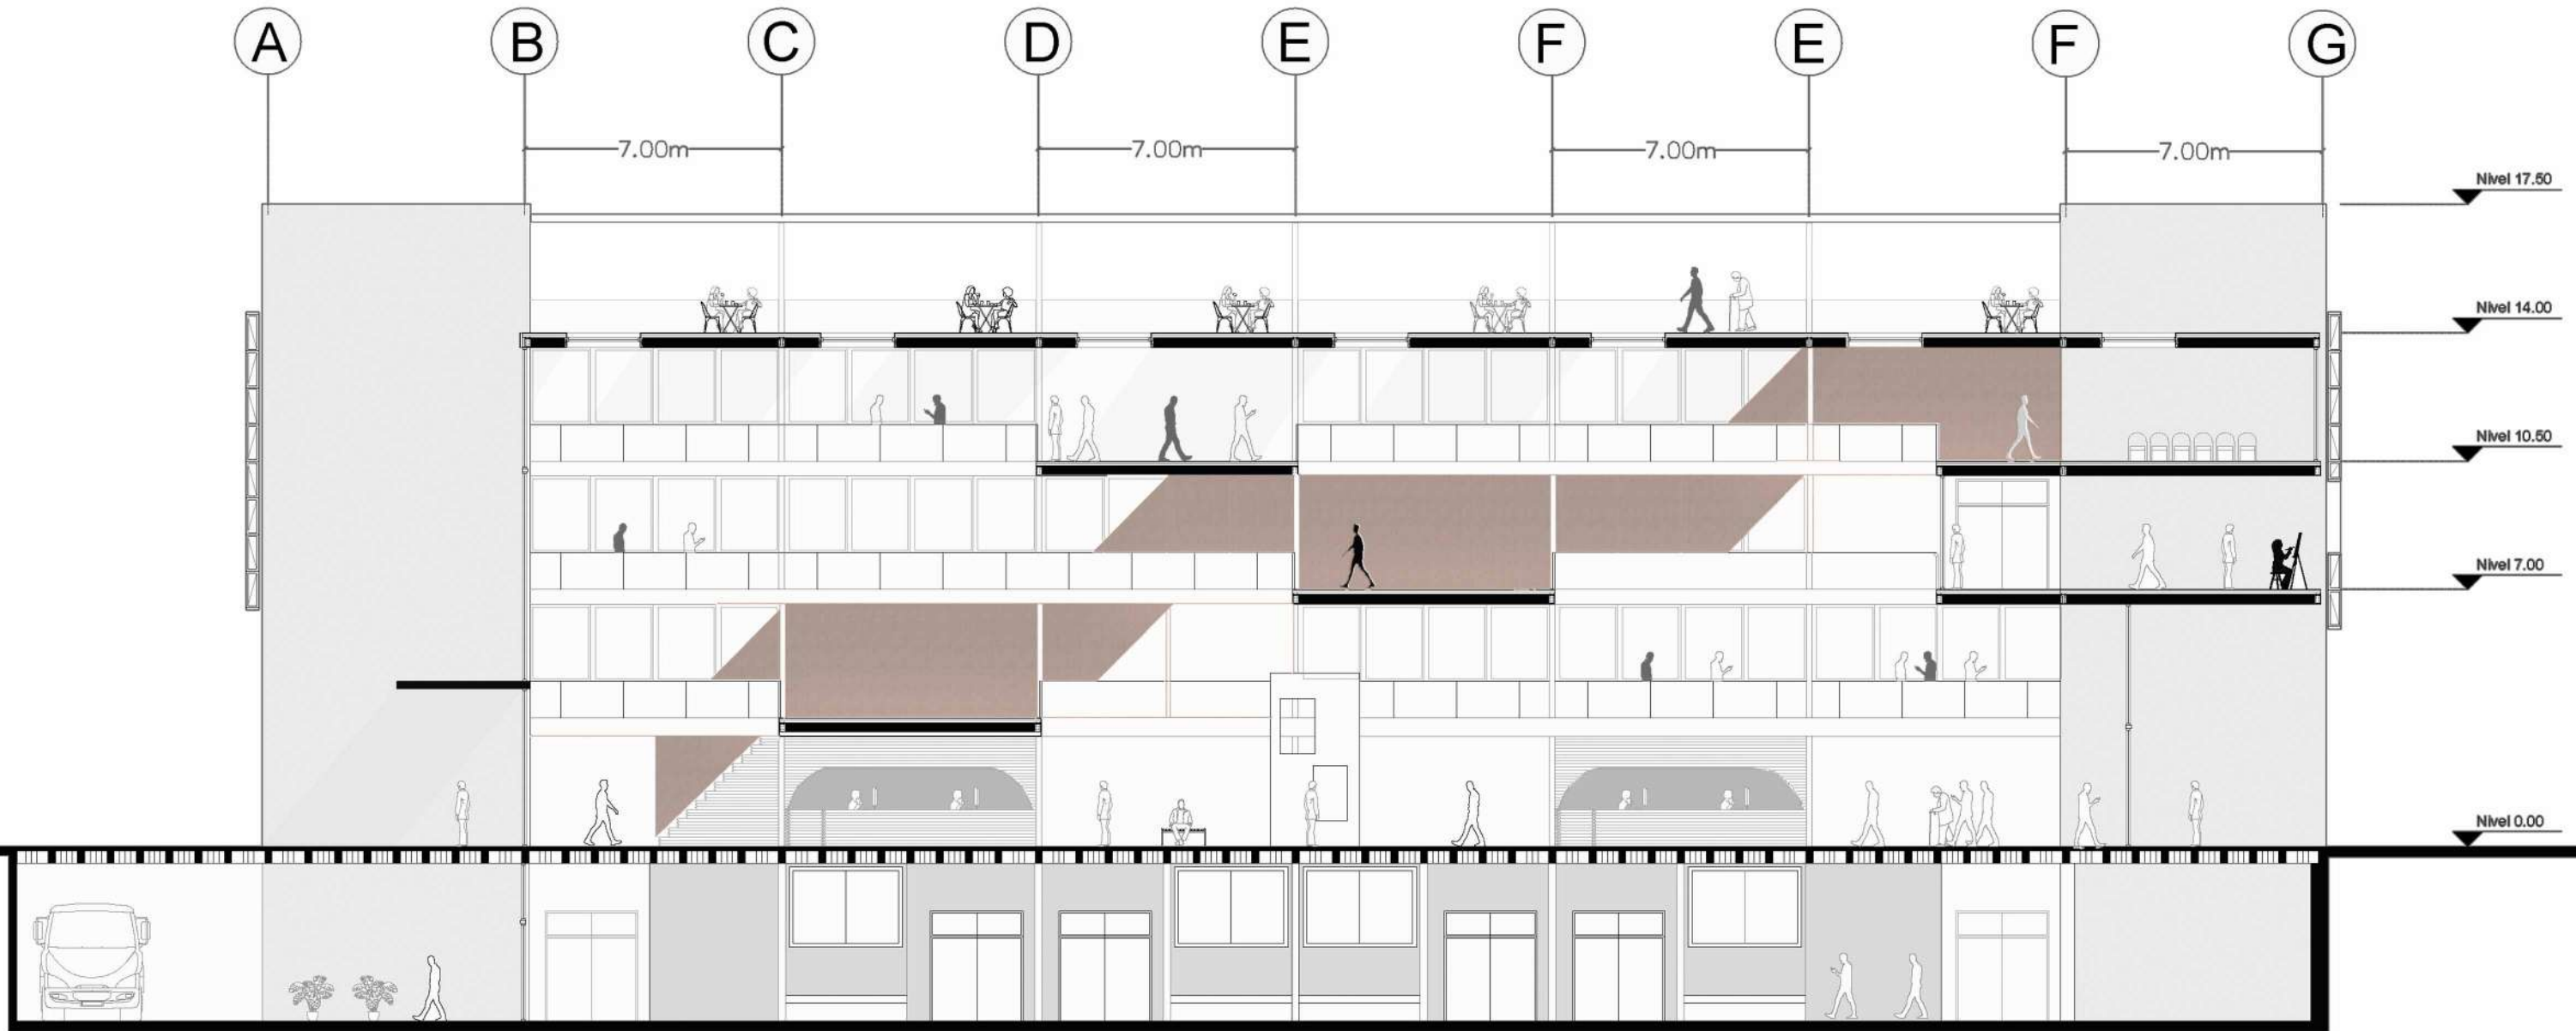 A B C D E F E F G
7.00m 7.00m 7.00m 7.00m
Nivel 17.50
Nivel 14.00
Nivel 10.50
Nivel 7.00
Nivel 0.00